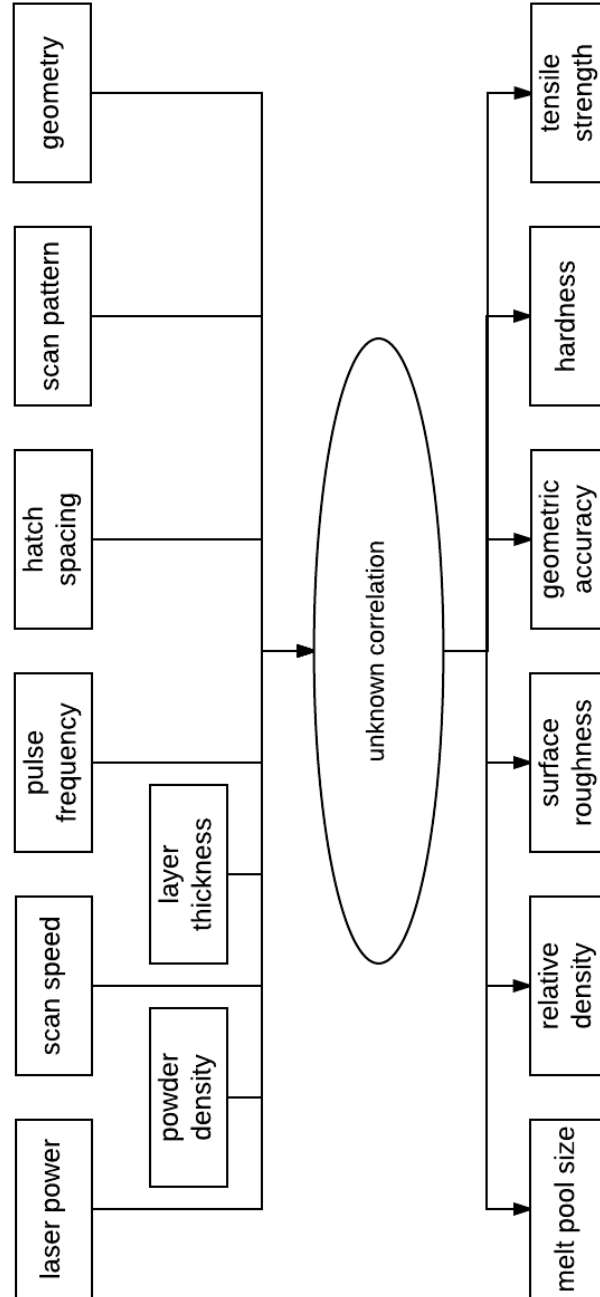 laser power
scan speed
pulse
frequency
hatch
spacing
scan pattern
geometry
powder
density
layer
thickness
unknown correlation
melt pool size
relative
density
surface
roughness
geometric
accuracy
hardness
tensile
strength